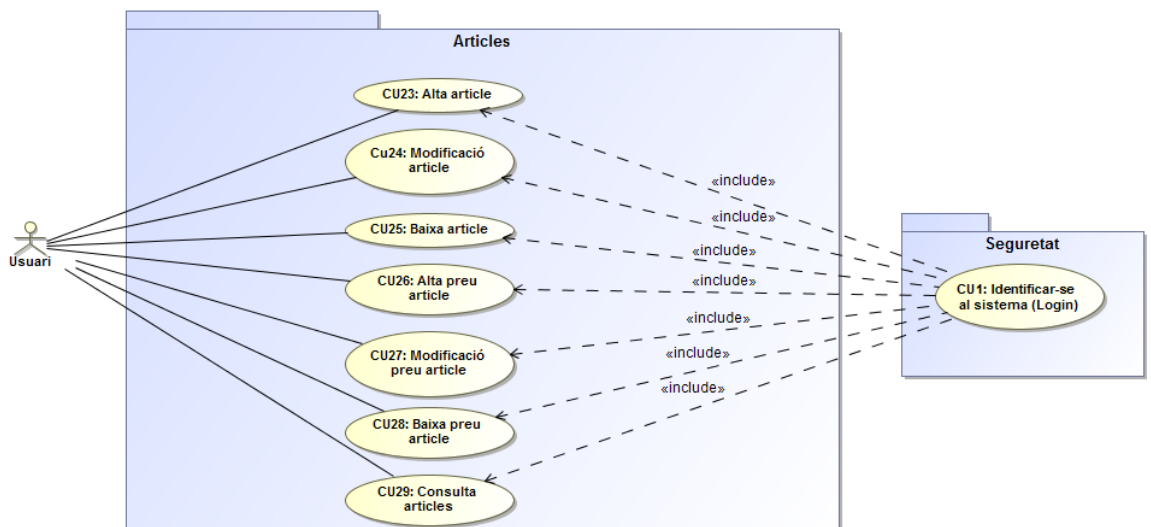 Articles
CU23: Alta article
Cu24: Modificació
article
«include»
«include»
CU25: Baixa article
Seguretat
«include»
Usuari
CU26: Alta preu
article
«include»
CU1: Identificar-se
al sistema (Login)
«include»
CU27: Modificació
preu article
«include»
«include»
CU28: Baixa preu
article
CU29: Consulta
articles